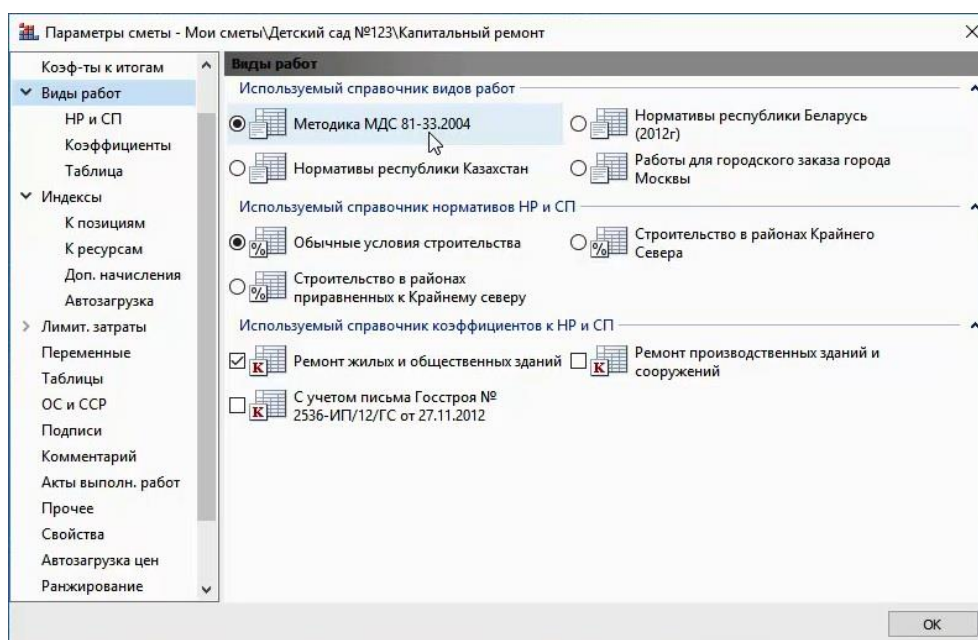 Параметры сметы - Мои сметы\Детский сад №123\Капитальный ремонт
Коэф-ты к итогам
Виды работ
НР и СП
Коэффициенты
Таблица
Индексы
К позициям
К ресурсам
Доп. начисления
Автозагрузка
Лимит. затраты
Переменные
Таблицы
ОС и ССР
Подписи
Комментарий
Акты выполн. работ
Прочее
Свойства
Автозагрузка цен
Ранжирование
Виды работ
Используемый справочник видов работ
Методика МДС 81-33.2004
Нормативы республики Беларусь
(2012г)
Нормативы республики Казахстан
Работы для городского заказа города
Москвы
Используемый справочник нормативов НР и СП
% Обычные условия строительства
% Строительство в районах Крайнего
Севера
% Строительство в районах
приравненных к Крайнему северу
Используемый справочник коэффициентов к НР и СП
К Ремонт жилых и общественных зданий
К Ремонт производственных зданий и
сооружений
К С учетом письма Госстроя №
2536-ИП/12/ГС от 27.11.2012
ОК